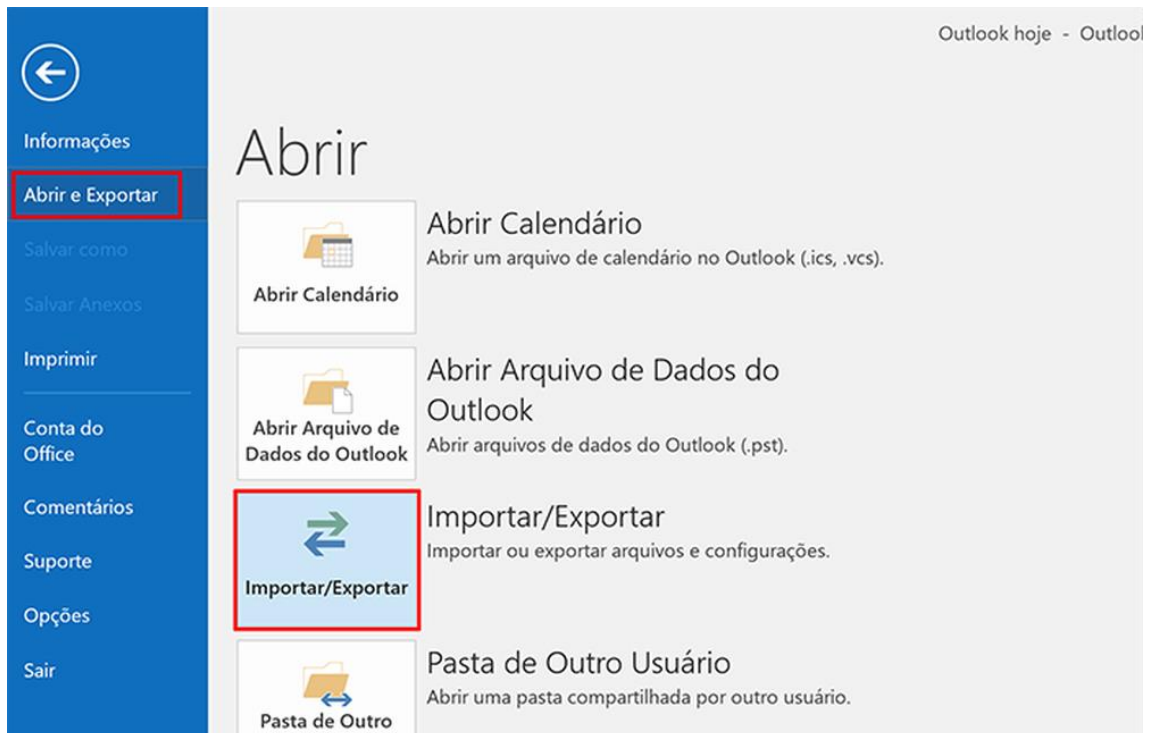 Outlook hoje - Outlool
Informações
Abrir e Exportar
Salvar como
Salvar Anexos
Imprimir
Conta do
Office
Comentários
Suporte
Opções
Sair
Abrir
Abrir Calendário
Abrir Calendário
Abrir um arquivo de calendário no Outlook (.ics, .vcs).
Abrir Arquivo de
Dados do Outlook
Abrir Arquivo de Dados do
Outlook
Abrir arquivos de dados do Outlook (.pst).
Importar/Exportar
Importar/Exportar
Importar ou exportar arquivos e configurações.
Pasta de Outro
Pasta de Outro Usuário
Abrir uma pasta compartilhada por outro usuário.